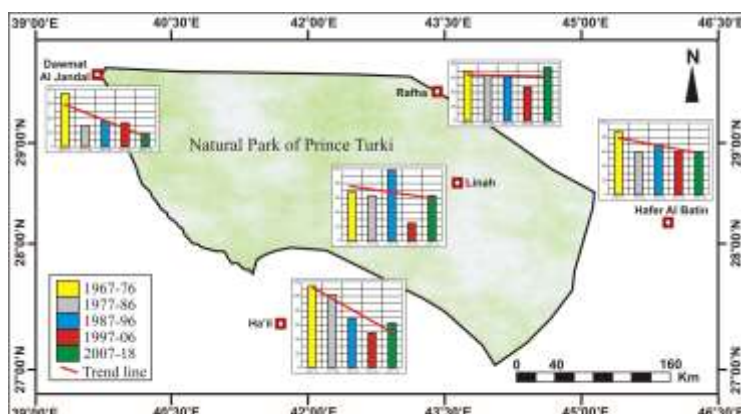 39°00'E 40°30'E 42°00'E 43°30'E 45°00'E 46°30'E
Dawmat
Al Jandal
Rafha
N
29°00'N
29°00'N
Natural Park of Prince Turki
Linah
Hafer Al Batin
28°00'N
28°00'N
1967-76
1977-86
1987-96
1997-06
2007-18
Trend line
Ha'il
0 40 80 160
Km
27°00'N
27°00'N
39°00'E 40°30'E 42°00'E 43°30'E 45°00'E 46°30'E